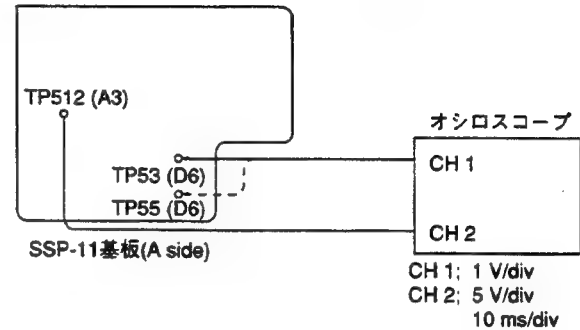 TP512 (A3)
オシロスコープ
CH 1
TP53 (D6)
TP55 (D6)
CH 2
SSP-11基板(A side)
CH 1; 1 V/div
CH 2; 5 V/div
10 ms/div